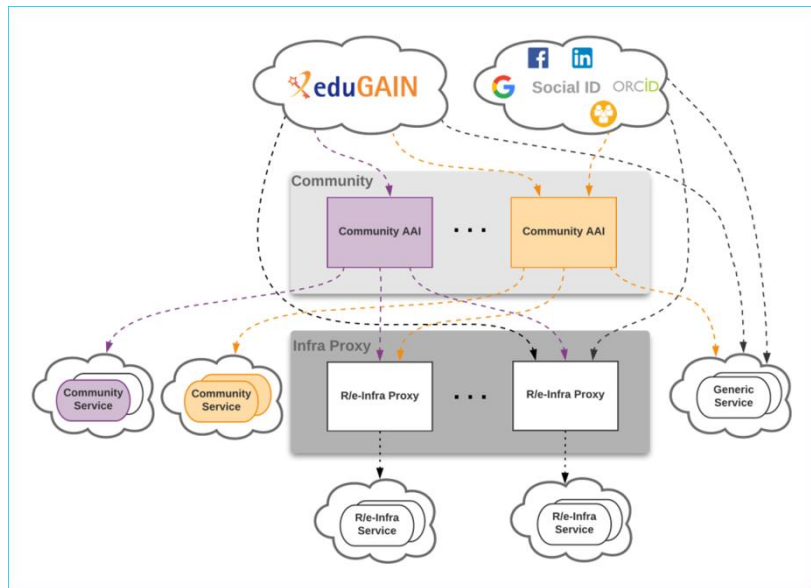 eduGAIN
Social ID
ORCiD
Community
Community AAI
. . .
Community AAI
Infra Proxy
R/e-Infra Proxy
. . .
R/e-Infra Proxy
Community
Service
Community
Service
Generic
Service
R/e-Infra
Service
R/e-Infra
Service